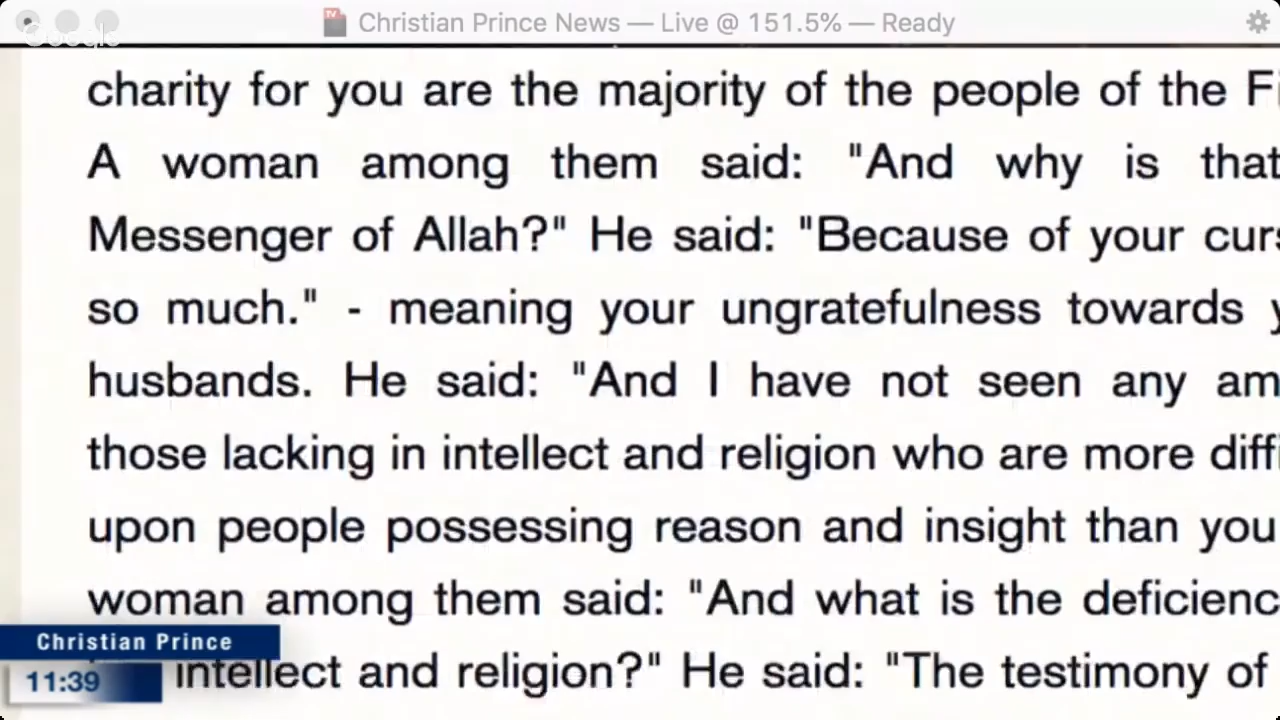 Christian Prince News — Live @ 151.5% — Ready
Google
charity for you are the majority of the people of the
A woman among them said: "And why is that
Messenger of Allah?" He said: "Because of your
so much." - meaning your ungratefulness towards
husbands. He said: "And I have not seen any
those lacking in intellect and religion who are more
upon people possessing reason and insight than you
woman among them said: "And what is the
intellect and religion?" He said: "The testimony of
Christian Prince
11:39